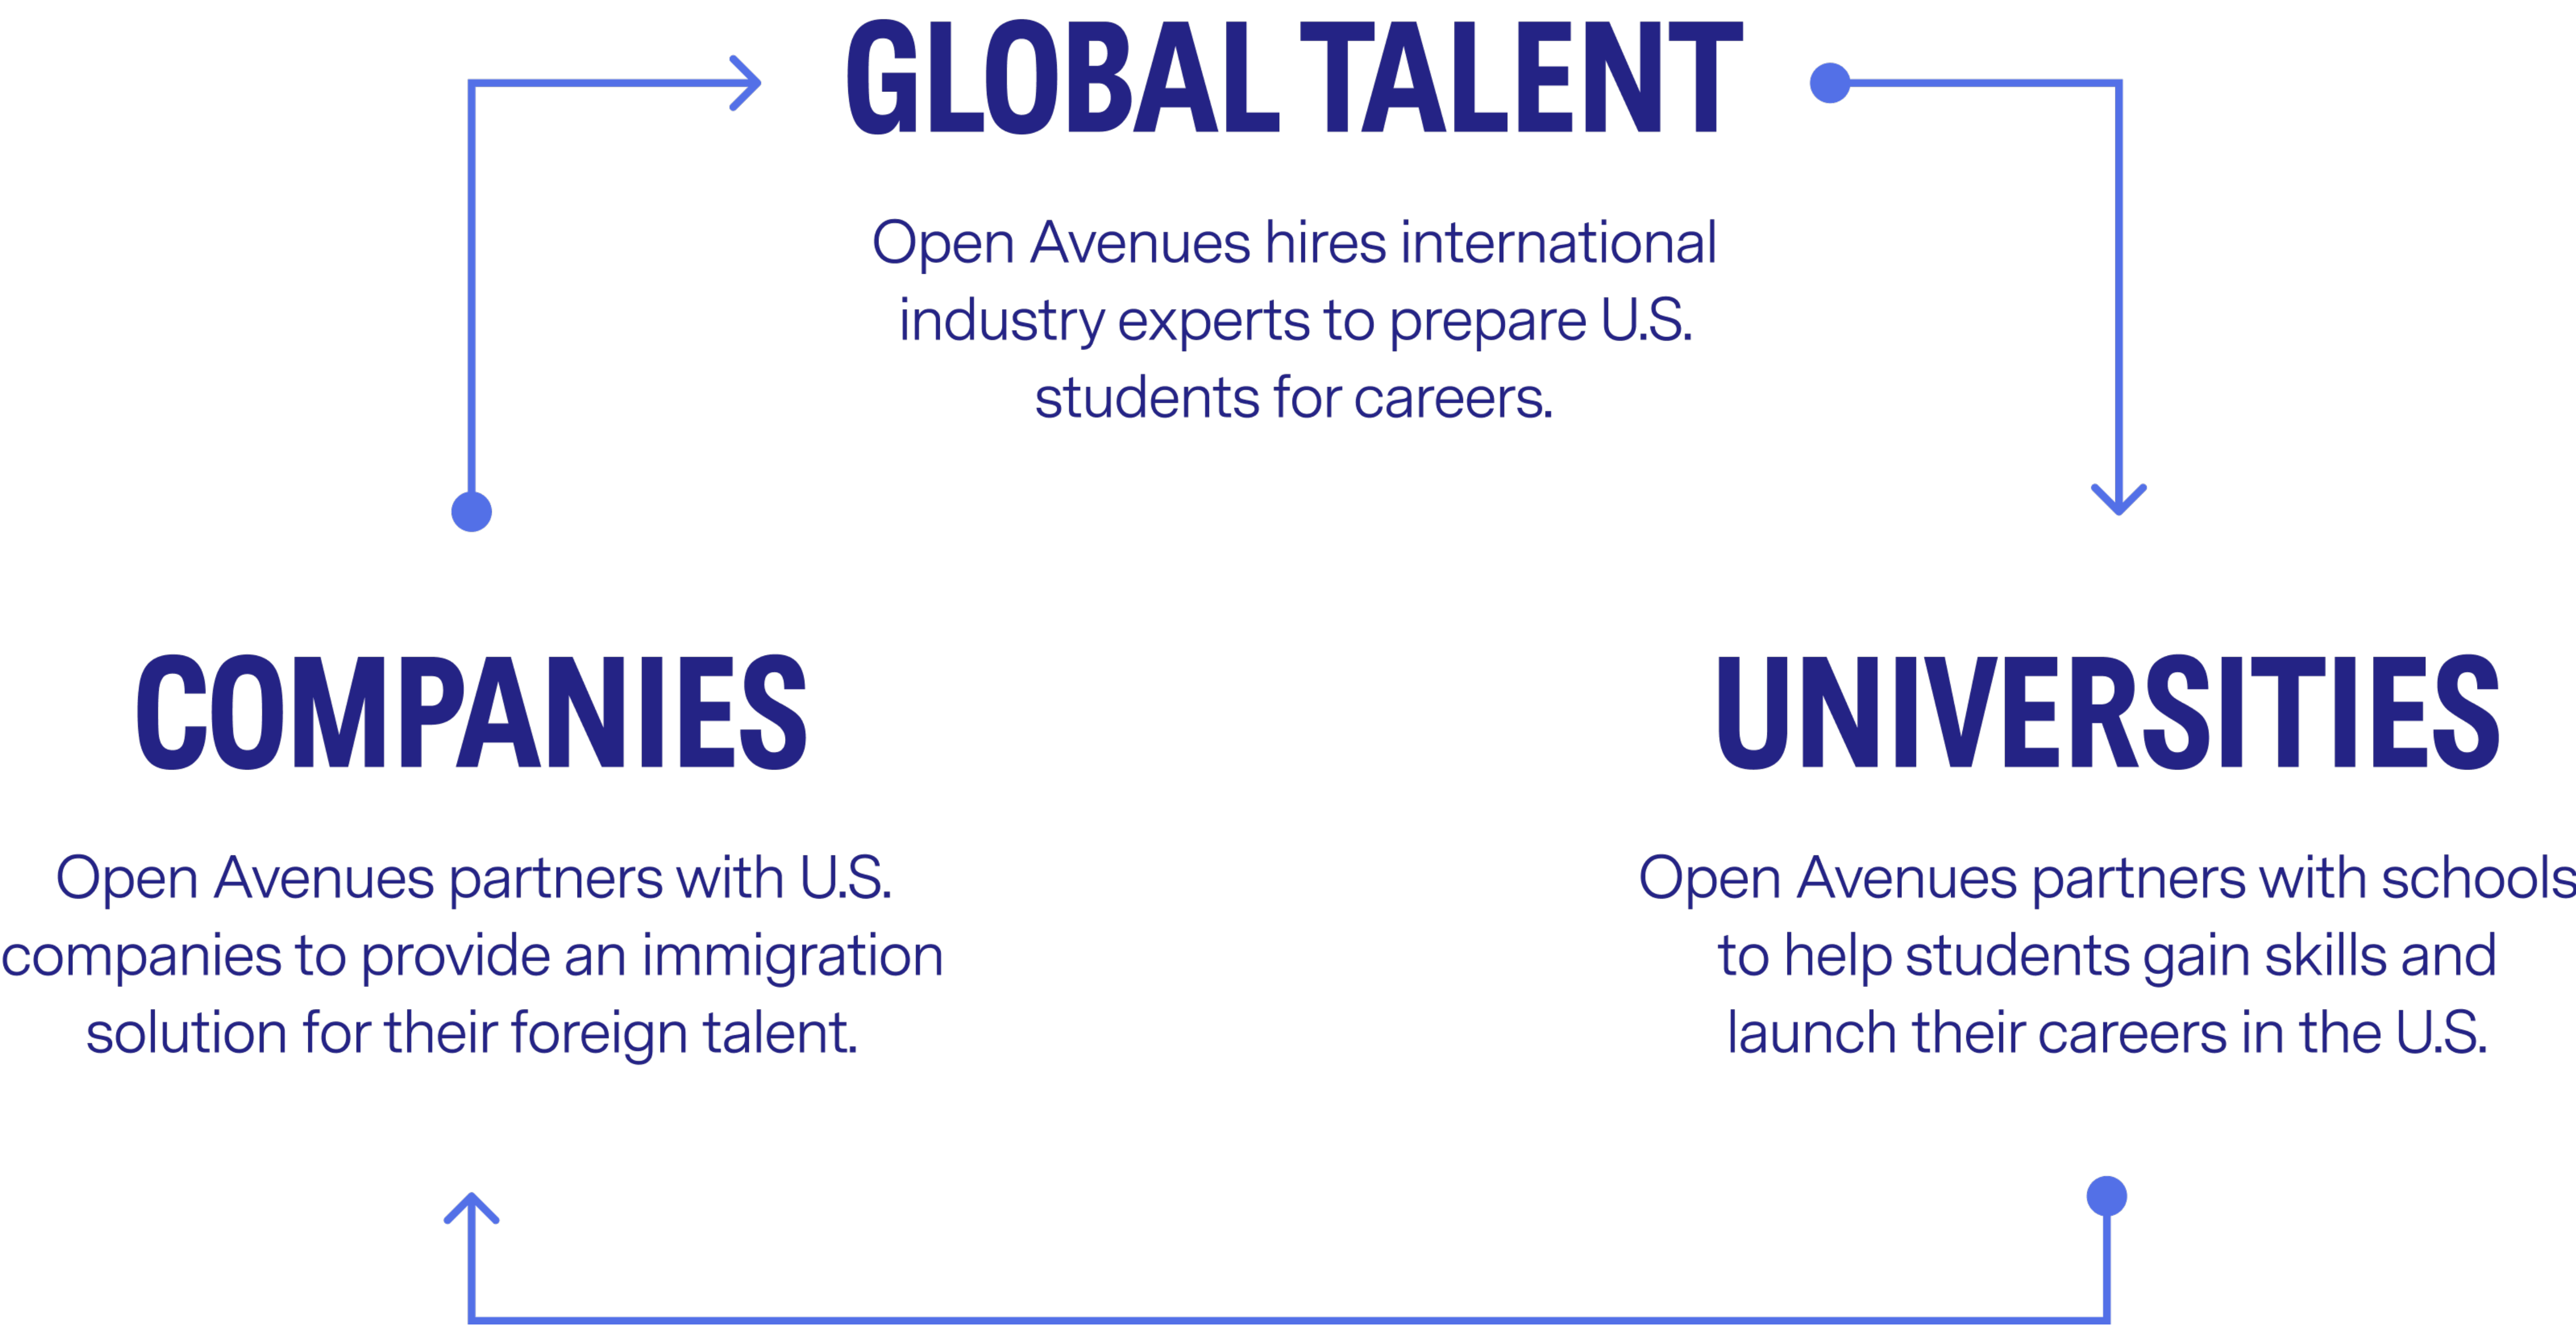 GLOBAL TALENT
Open Avenues hires international
industry experts to prepare U.S.
students for careers.
COMPANIES
Open Avenues partners with U.S.
companies to provide an immigration
solution for their foreign talent.
UNIVERSITIES
Open Avenues partners with schools
to help students gain skills and
launch their careers in the U.S.